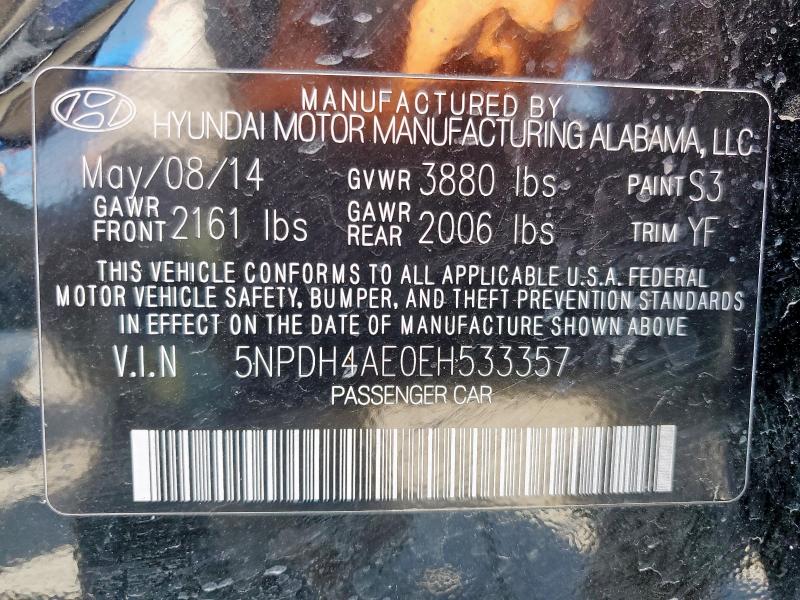 MANUFACTURED BY
HYUNDAI MOTOR MANUFACTURING ALABAMA, LLC
May/08/14 GVWR 3880 lbs PAINT S3
GAWR FRONT 2161 lbs GAWR REAR 2006 lbs TRIM YF
THIS VEHICLE CONFORMS TO ALL APPLICABLE U.S.A. FEDERAL
MOTOR VEHICLE SAFETY, BUMPER, AND THEFT PREVENTION STANDARDS
IN EFFECT ON THE DATE OF MANUFACTURE SHOWN ABOVE
V.I.N 5NPDH4AE0EH533357
PASSENGER CAR